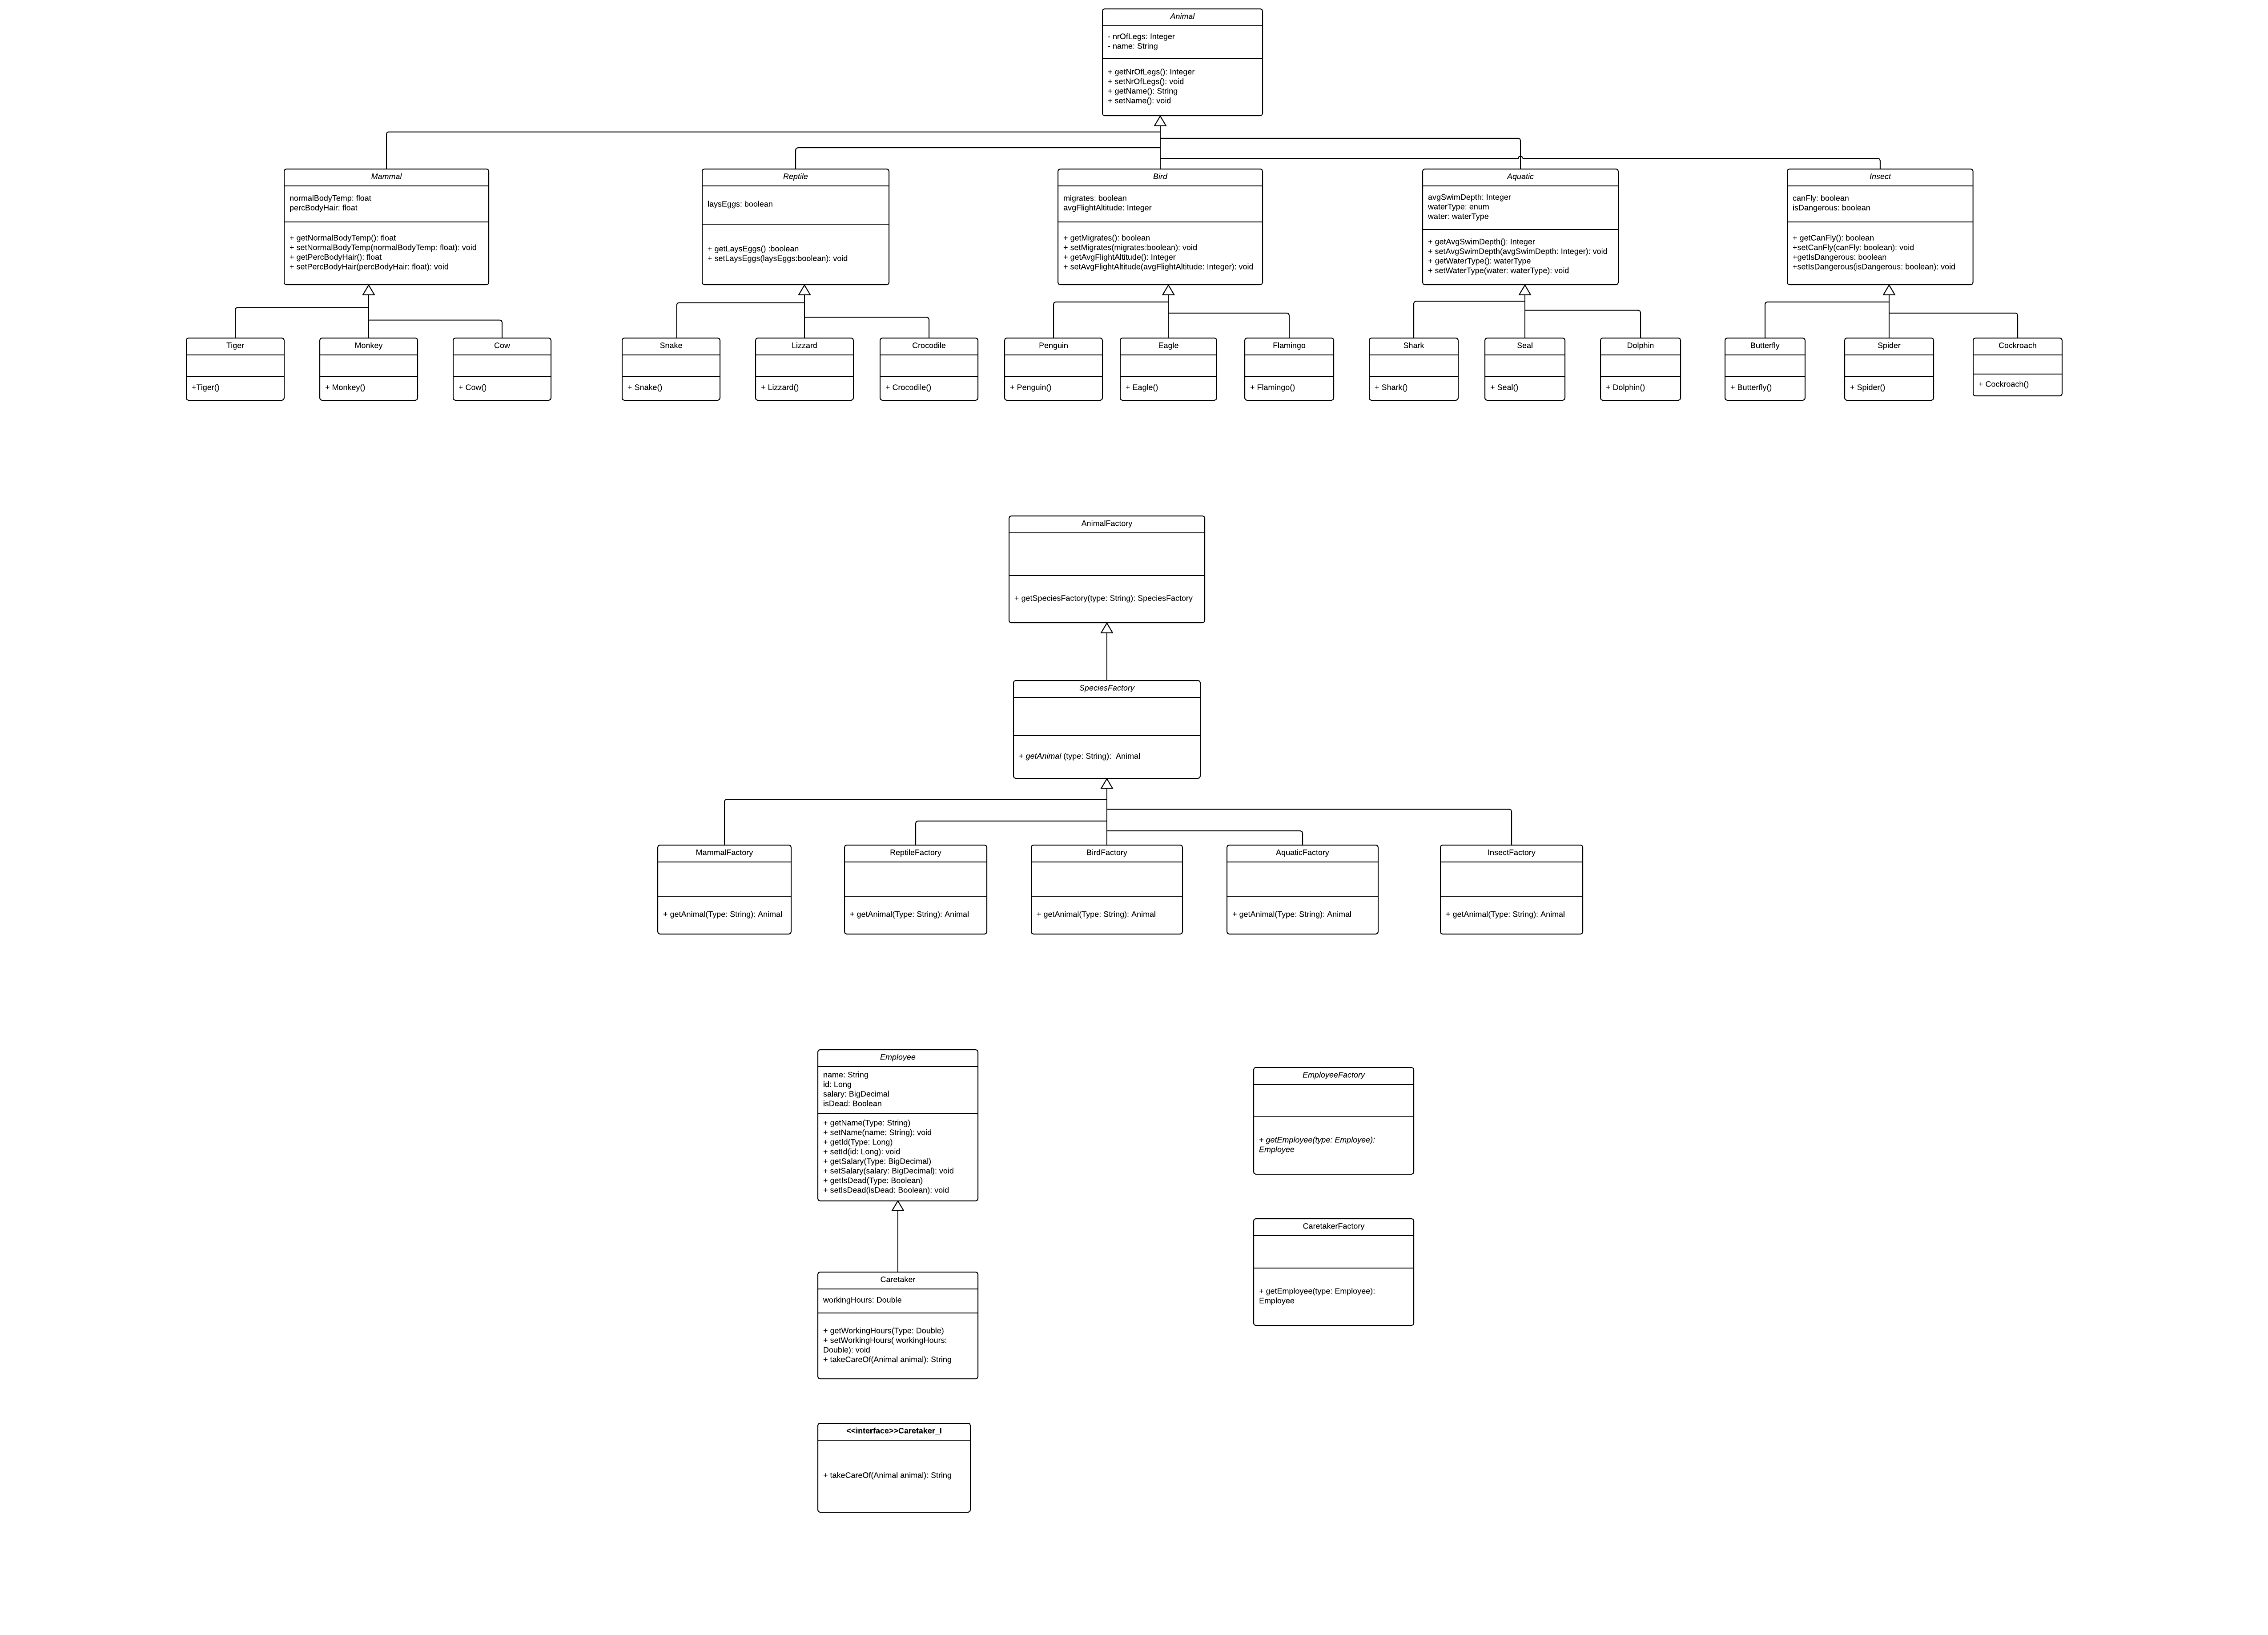 Animal
- nrOfLegs: Integer
- name: String
+ getNrOfLegs(): Integer
+ setNrOfLegs(): void
+ getName(): String
+ setName(): void
Mammal
normalBodyTemp: float
percBodyHair: float
+ getNormalBodyTemp(): float
+ setNormalBodyTemp(normalBodyTemp: float): void
+ getPercBodyHair(): float
+ setPercBodyHair(percBodyHair: float): void
Reptile
laysEggs: boolean
+ getLaysEggs() :boolean
+ setLaysEggs(laysEggs:boolean): void
Bird
migrates: boolean
avgFlightAltitude: Integer
+ getMigrates(): boolean
+ setMigrates(migrates:boolean): void
+ getAvgFlightAltitude(): Integer
+ setAvgFlightAltitude(avgFlightAltitude: Integer): void
Aquatic
avgSwimDepth: Integer
waterType: enum
water: waterType
+ getAvgSwimDepth(): Integer
+ setAvgSwimDepth(avgSwimDepth: Integer): void
+ getWaterType(): waterType
+ setWaterType(water: waterType): void
Insect
canFly: boolean
isDangerous: boolean
+ getCanFly(): boolean
+setCanFly(canFly: boolean): void
+getIsDangerous: boolean
+setIsDangerous(isDangerous: boolean): void
Tiger
+Tiger()
Monkey
+ Monkey()
Cow
+ Cow()
Snake
+ Snake()
Lizzard
+ Lizzard()
Crocodile
+ Crocodile()
Penguin
+ Penguin()
Eagle
+ Eagle()
Flamingo
+ Flamingo()
Shark
+ Shark()
Seal
+ Seal()
Dolphin
+ Dolphin()
Butterfly
+ Butterfly()
Spider
+ Spider()
Cockroach
+ Cockroach()
AnimalFactory
+ getSpeciesFactory(type: String): SpeciesFactory
SpeciesFactory
+ getAnimal (type: String): Animal
MammalFactory
+ getAnimal(Type: String): Animal
ReptileFactory
+ getAnimal(Type: String): Animal
BirdFactory
+ getAnimal(Type: String): Animal
AquaticFactory
+ getAnimal(Type: String): Animal
InsectFactory
+ getAnimal(Type: String): Animal
Employee
name: String
id: Long
salary: BigDecimal
isDead: Boolean
+ getName(Type: String)
+ setName(name: String): void
+ getId(Type: Long)
+ setId(id: Long): void
+ getSalary(Type: BigDecimal)
+ setSalary(salary: BigDecimal): void
+ getIsDead(Type: Boolean)
+ setIsDead(isDead: Boolean): void
EmployeeFactory
+ getEmployee(type: Employee):
Employee
CaretakerFactory
+ getEmployee(type: Employee):
Employee
Caretaker
workingHours: Double
+ getWorkingHours(Type: Double)
+ setWorkingHours( workingHours:
Double): void
+ takeCareOf(Animal animal): String
<<interface>>Caretaker_I
+ takeCareOf(Animal animal): String